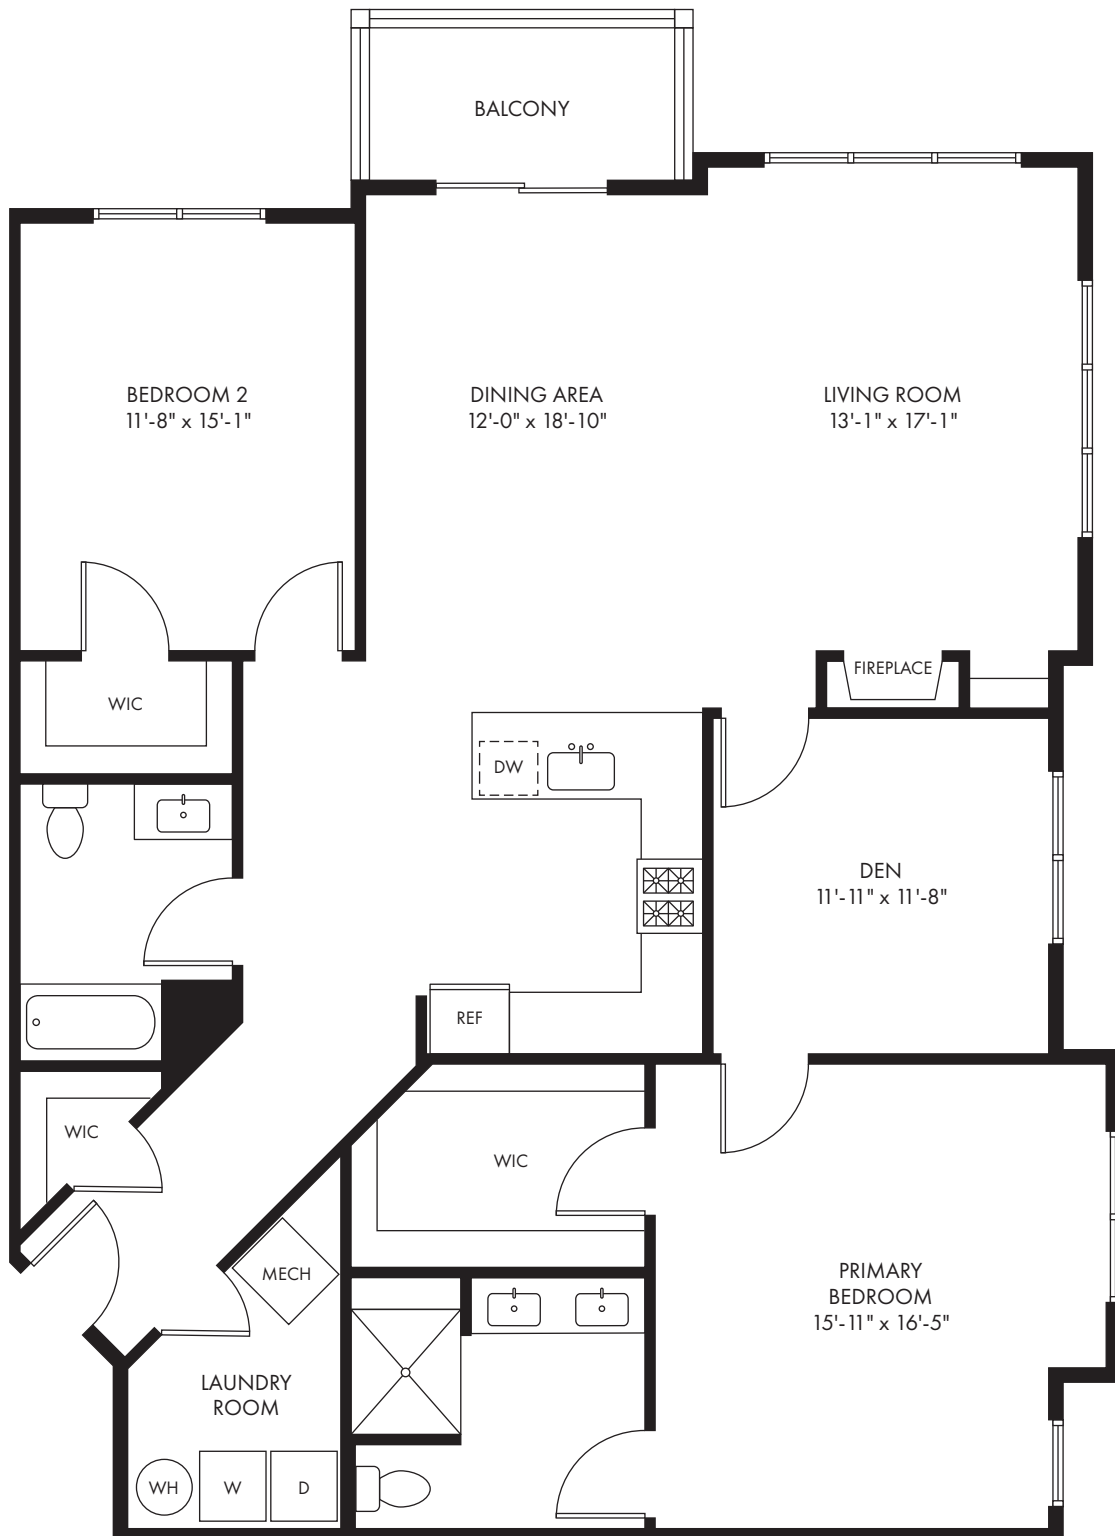 BALCONY
BEDROOM 2
11'-8" x 15'-1"
DINING AREA
12'-0" x 18'-10"
LIVING ROOM
13'-1" x 17'-1"
FIREPLACE
WIC
DW
DEN
11'-11" x 11'-8"
REF
WIC
WIC
MECH
PRIMARY
BEDROOM
15'-11" x 16'-5"
LAUNDRY
ROOM
WH
W
D